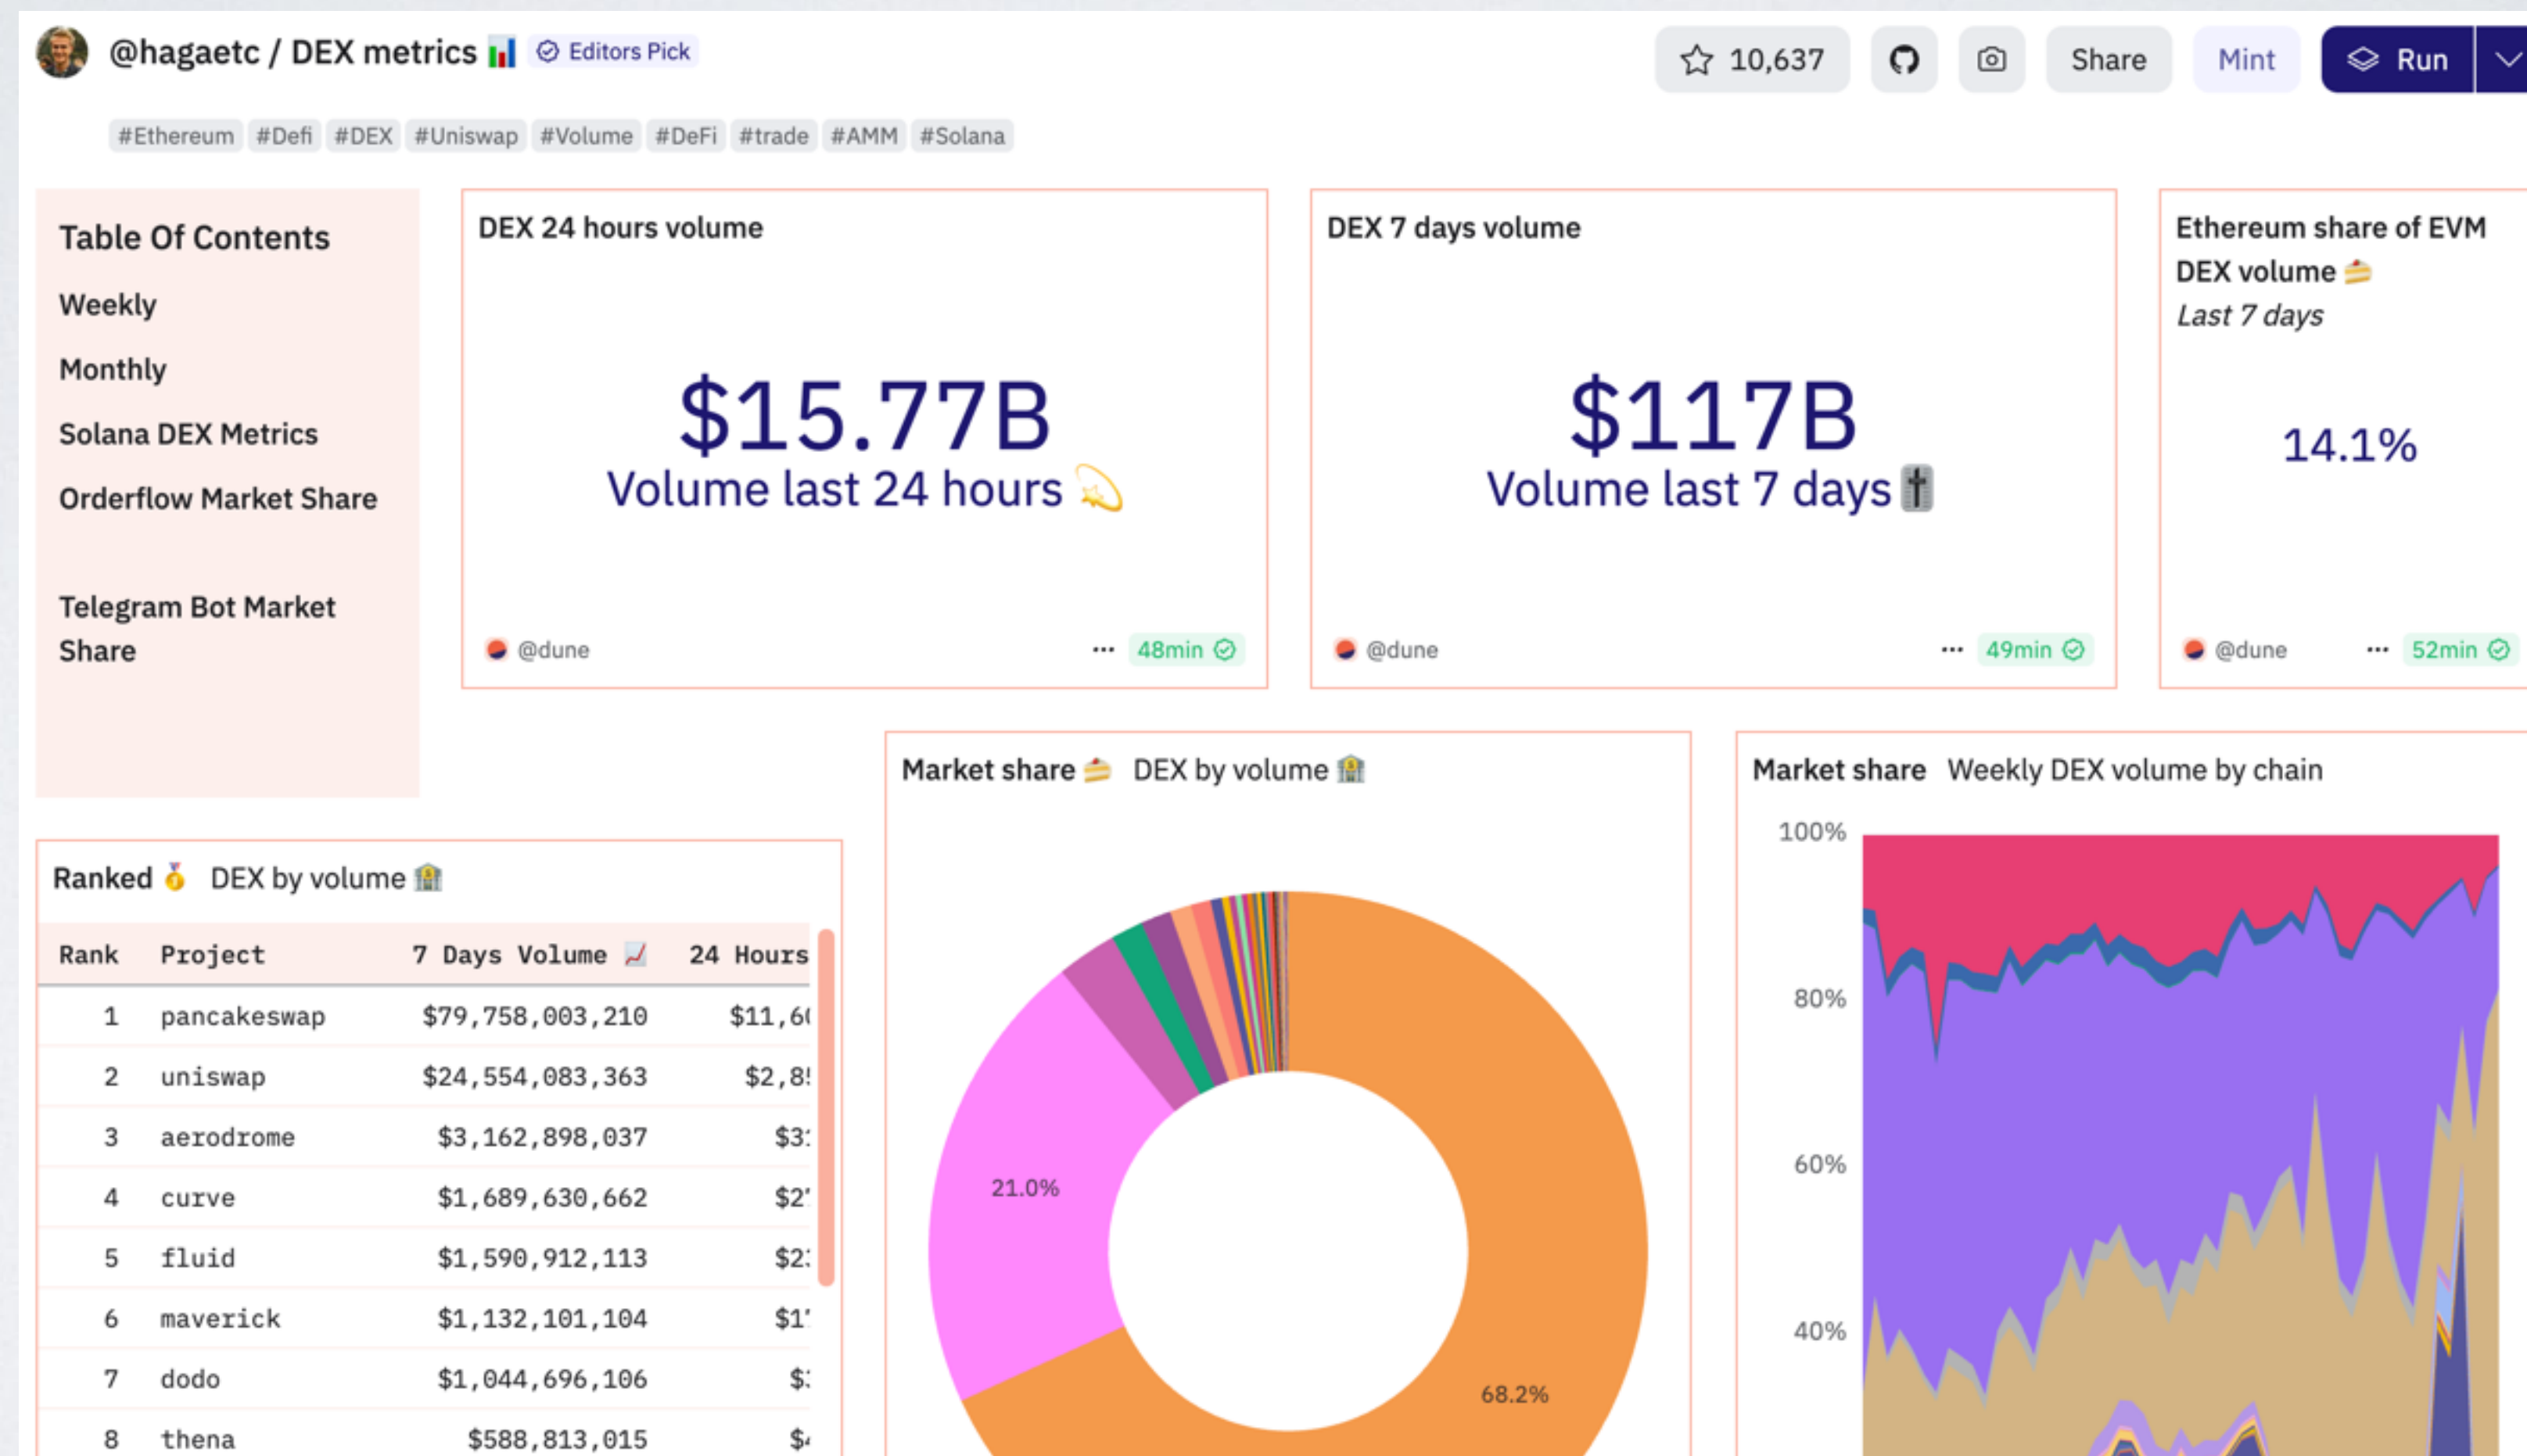 @hagaetc / DEX metrics 📊 Editors Pick
10,637
Share
Mint
Run
#Ethereum #Defi #DEX #Uniswap #Volume #DeFi #trade #AMM #Solana
Table Of Contents
Weekly
Monthly
Solana DEX Metrics
Orderflow Market Share
Telegram Bot Market
Share
DEX 24 hours volume
$15.77B
Volume last 24 hours 💫
@dune
48min
DEX 7 days volume
$117B
Volume last 7 days
@dune
49min
Ethereum share of EVM
DEX volume 🍰
Last 7 days
14.1%
@dune
52min
Ranked 🥇 DEX by volume 🏦
Rank Project 7 Days Volume 📈 24 Hours
1 pancakeswap $79,758,003,210
2 uniswap $24,554,083,363
3 aerodrome $3,162,898,037
4 curve $1,689,630,662
5 fluid $1,590,912,113
6 maverick $1,132,101,104
7 dodo $1,044,696,106
8 thena $588,813,015
Market share 🍰 DEX by volume 🏦
21.0%
68.2%
Market share Weekly DEX volume by chain
100%
80%
60%
40%